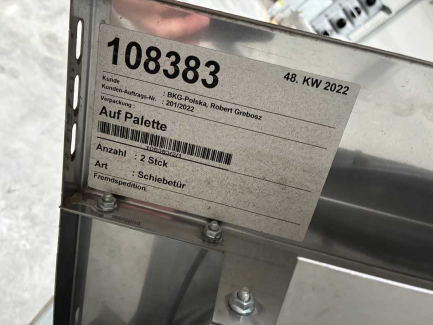 108383
48. KW 2022
Kunde : BKG-Polska, Robert Grebosz
Kunden-Auftrags-Nr. : 201/2022
Verpackung :
Auf Palette
Anzahl : 2 Stck
Art : Schiebetür
Fremdspedition: